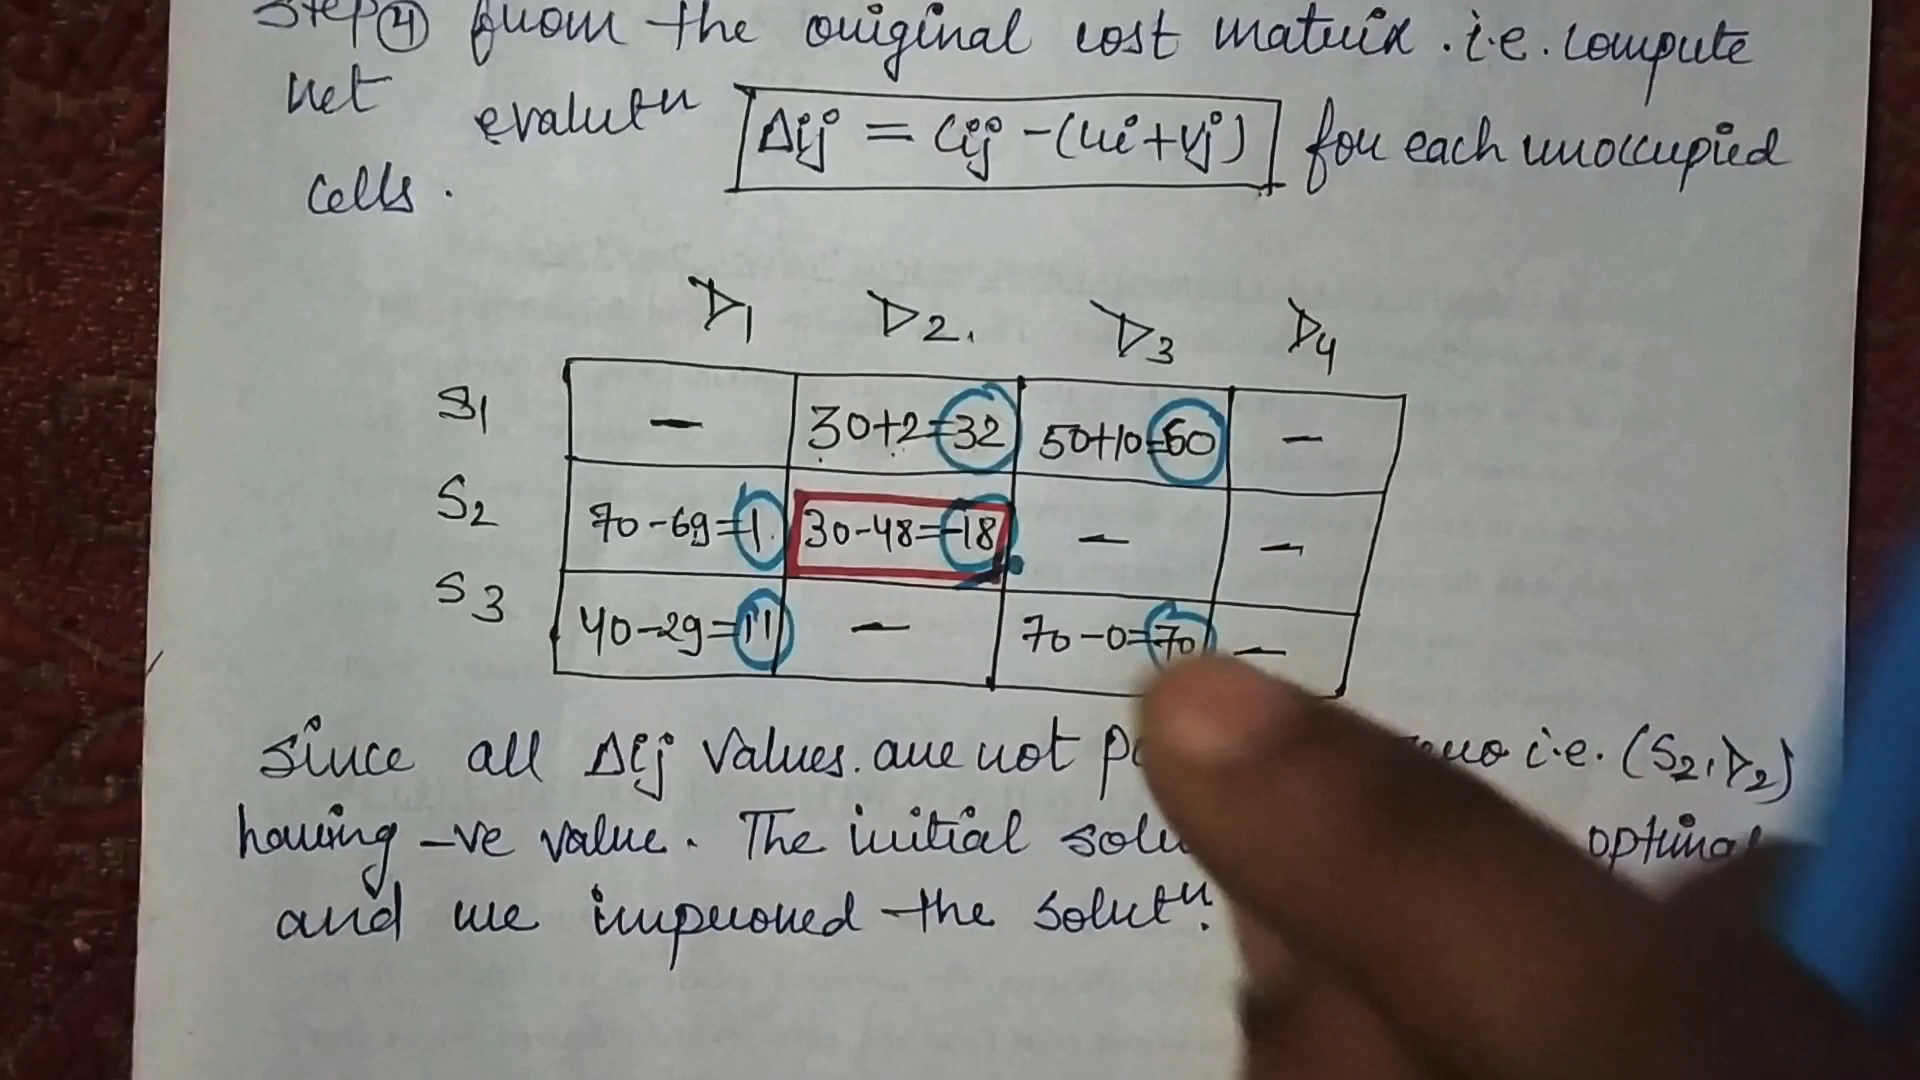 Step ④ from the original cost matrix . i.e. compute
net evalutn Δij = Cij - (ui + vj) for each unoccupied
cells .
D1 D2. D3 D4
S1 — 30+2=32 50+10=60 —
S2 70-69=1 30-48=-18 — —
S3 40-29=11 — 70-0=70 —
Since all Δij values. are not i.e. (S2, D2)
having -ve value. The initial optimal
and we improved the solutn.